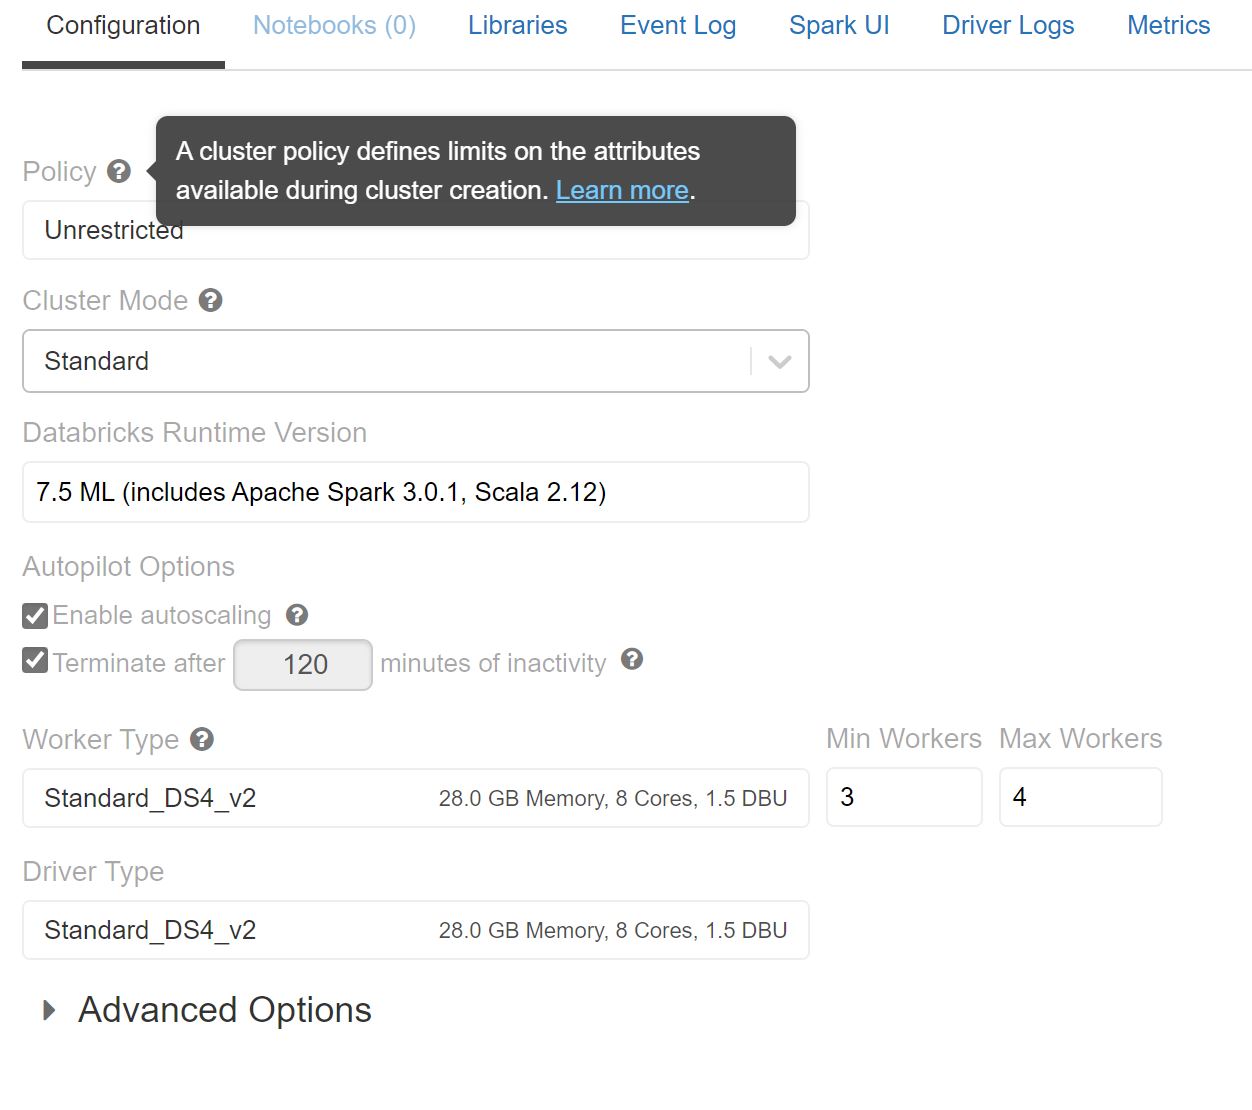 Configuration Notebooks (0) Libraries Event Log Spark UI Driver Logs Metrics
A cluster policy defines limits on the attributes
available during cluster creation. Learn more.
Policy
Unrestricted
Cluster Mode
Standard
Databricks Runtime Version
7.5 ML (includes Apache Spark 3.0.1, Scala 2.12)
Autopilot Options
Enable autoscaling
Terminate after 120 minutes of inactivity
Worker Type Min Workers Max Workers
Standard_DS4_v2 28.0 GB Memory, 8 Cores, 1.5 DBU 3 4
Driver Type
Standard_DS4_v2 28.0 GB Memory, 8 Cores, 1.5 DBU
Advanced Options